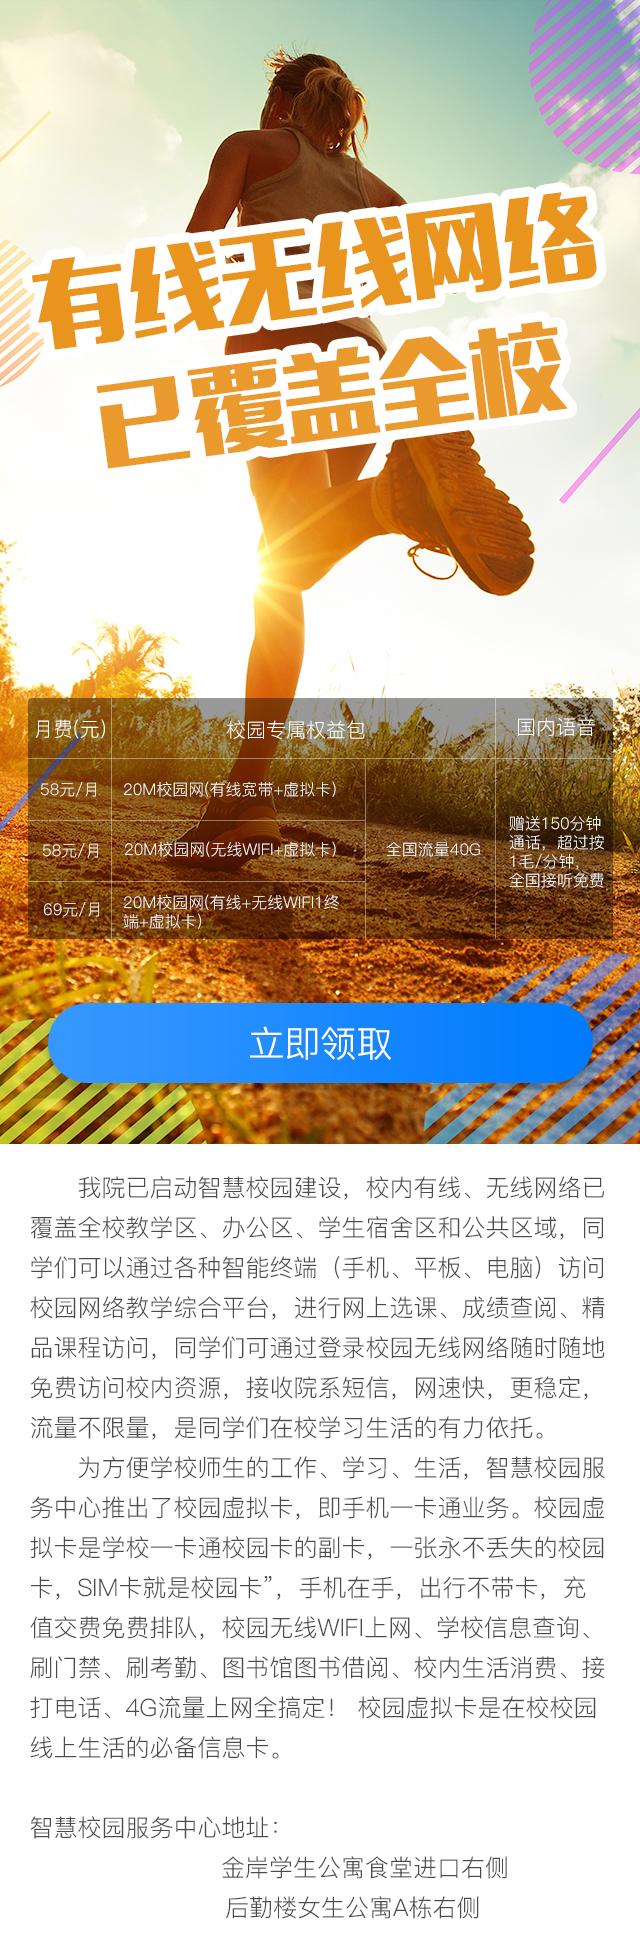 有线无线网络
已覆盖全校
月费(元) 校园专属权益包 国内语音
58元/月 20M校园网(有线宽带+虚拟卡)
58元/月 20M校园网(无线WIFI+虚拟卡) 全国流量40G
赠送150分钟
通话，超过按
1毛/分钟，
全国接听免费
69元/月 20M校园网(有线+无线WIFI1终
端+虚拟卡)
立即领取
我院已启动智慧校园建设，校内有线、无线网络已
覆盖全校教学区、办公区、学生宿舍区和公共区域，同
学们可以通过各种智能终端（手机、平板、电脑）访问
校园网络教学综合平台，进行网上选课、成绩查阅、精
品课程访问，同学们可通过登录校园无线网络随时随地
免费访问校内资源，接收院系短信，网速快，更稳定，
流量不限量，是同学们在校学习生活的有力依托。
为方便学校师生的工作、学习、生活，智慧校园服
务中心推出了校园虚拟卡，即手机一卡通业务。校园虚
拟卡是学校一卡通校园卡的副卡，一张永不丢失的校园
卡，SIM卡就是校园卡”，手机在手，出行不带卡，充
值交费免费排队，校园无线WIFI上网、学校信息查询、
刷门禁、刷考勤、图书馆图书借阅、校内生活消费、接
打电话、4G流量上网全搞定！ 校园虚拟卡是在校校园
线上生活的必备信息卡。
智慧校园服务中心地址：
金岸学生公寓食堂进口右侧
后勤楼女生公寓A栋右侧